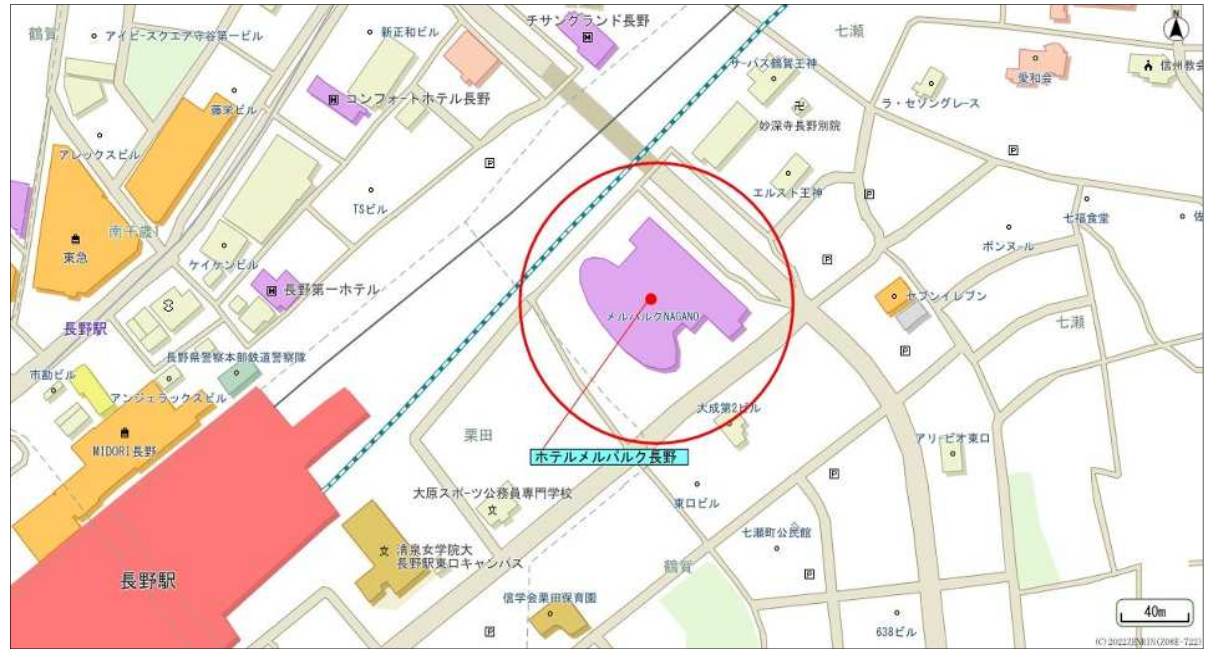 チサングランド長野
鶴賀
アイビースクエア守谷第一ビル
新正和ビル
七瀬
サーパス鶴賀王神
愛和会
信州教会
コンフォートホテル長野
藤栄ビル
ラ・セゾングレース
妙深寺長野別院
アレックスビル
エルスト王神
TSビル
七福食堂
佐
南千歳1
東急
ケイケンビル
ボンヌール
長野第一ホテル
セブンイレブン
メルパルクNAGANO
七瀬
長野駅
長野県警察本部鉄道警察隊
市勘ビル
アンジェラックスビル
大成第2ビル
栗田
アリービオ東口
MIDORI長野
ホテルメルパルク長野
大原スポーツ公務員専門学校
東口ビル
七瀬町公民館
清泉女学院大
長野駅東口キャンパス
鶴賀
長野駅
信学会栗田保育園
638ビル
40m
(C) 2022ZENRIN(Z08E-722)